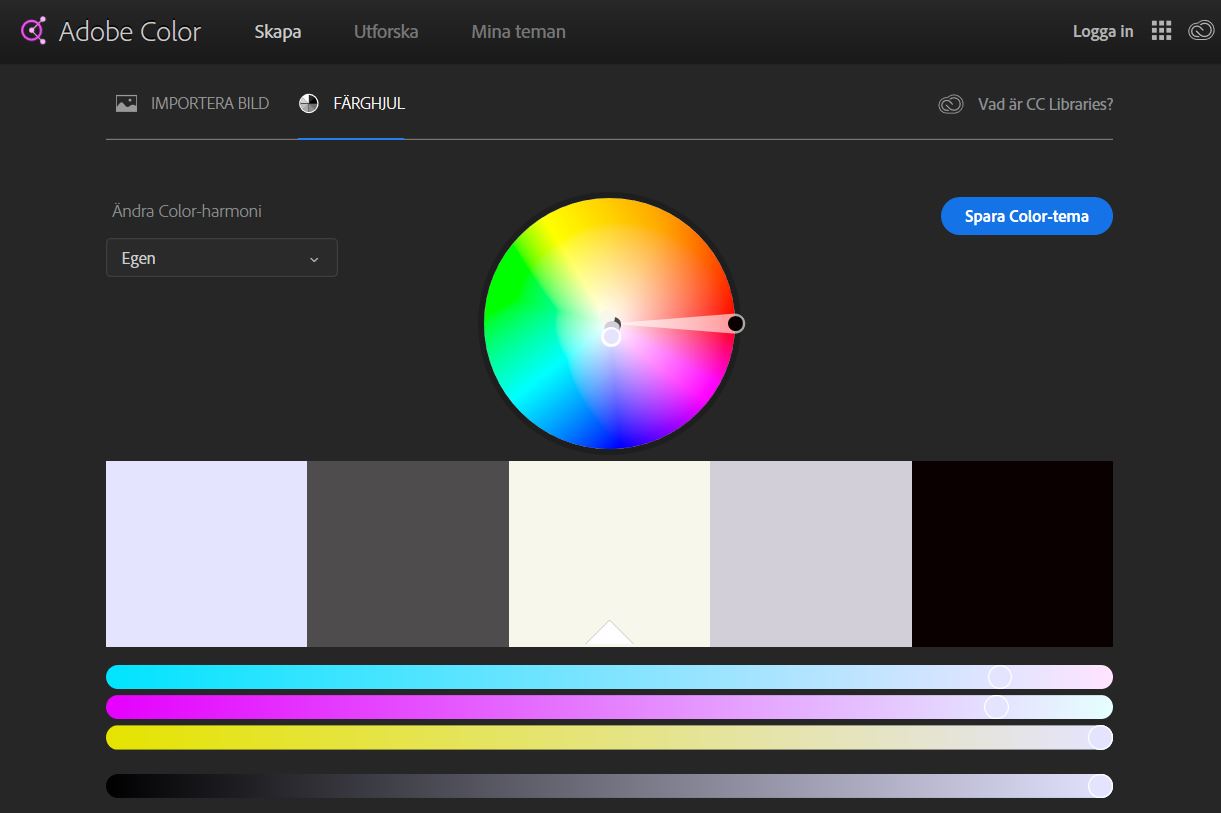 Adobe Color Skapa Utforska Mina teman Logga in
IMPORTERA BILD FÄRGHJUL Vad är CC Libraries?
Ändra Color-harmoni
Spara Color-tema
Egen